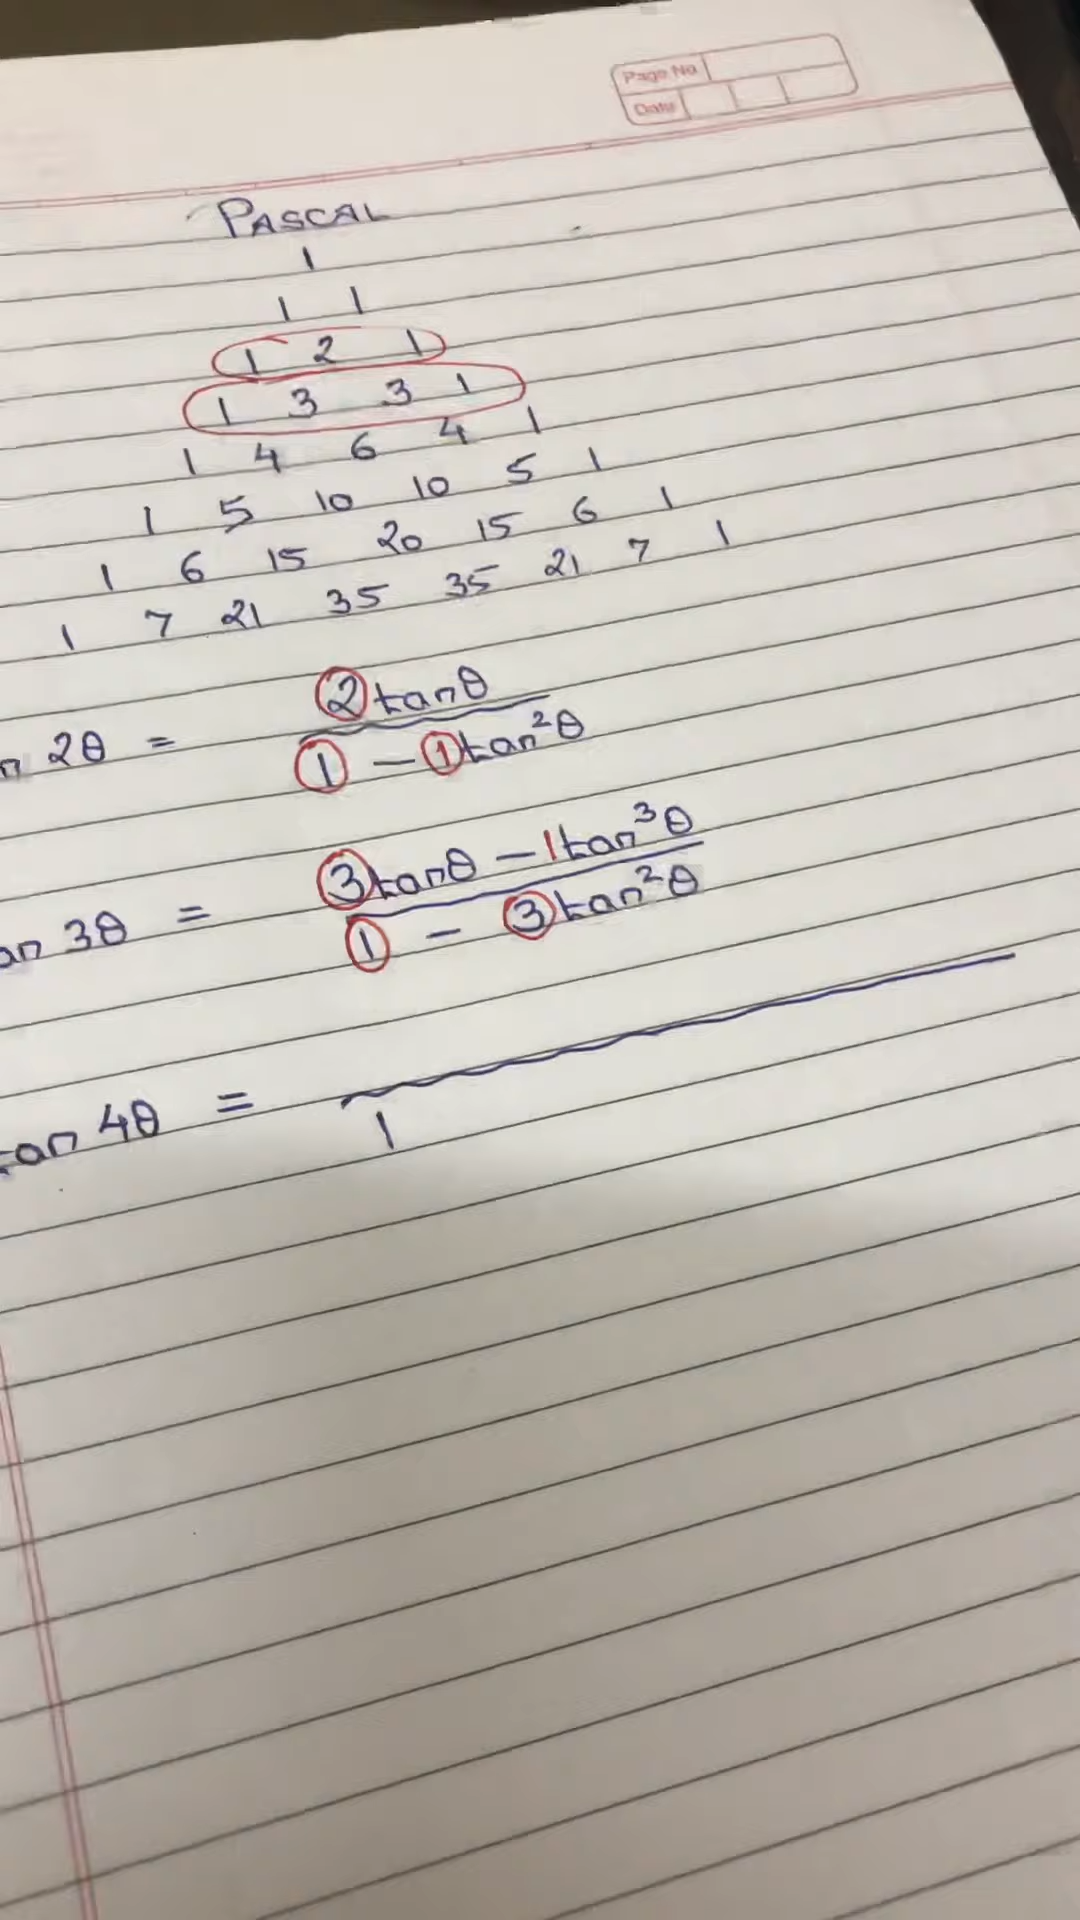 Page No
Date
PASCAL
1
1 1
1 2 1
1 3 3 1
1 4 6 4 1
1 5 10 10 5 1
1 6 15 20 15 6 1
1 7 21 35 35 21 7 1
2tanθ
n 2θ =
1 - 1tan²θ
3tanθ - 1tan³θ
an 3θ =
1 - 3tan²θ
tan 4θ =
1